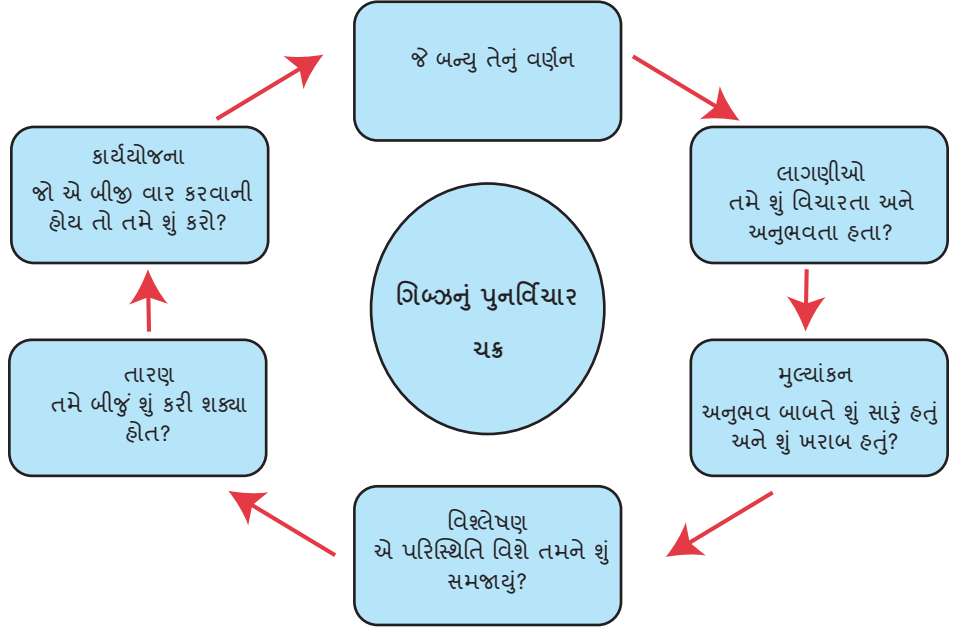 જે બન્યુ તેનું વર્ણન
લાગણીઓ
તમે શું વિચારતા અને
અનુભવતા હતા?
મુલ્યાંકન
અનુભવ બાબતે શું સારું હતું
અને શું ખરાબ હતું?
વિશ્લેષણ
એ પરિસ્થિતિ વિશે તમને શું
સમજાયું?
તારણ
તમે બીજું શું કરી શક્યા
હોત?
કાર્યયોજના
જો એ બીજી વાર કરવાની
હોય તો તમે શું કરો?
ગિબ્ઝનું પુનર્વિચાર
ચક્ર